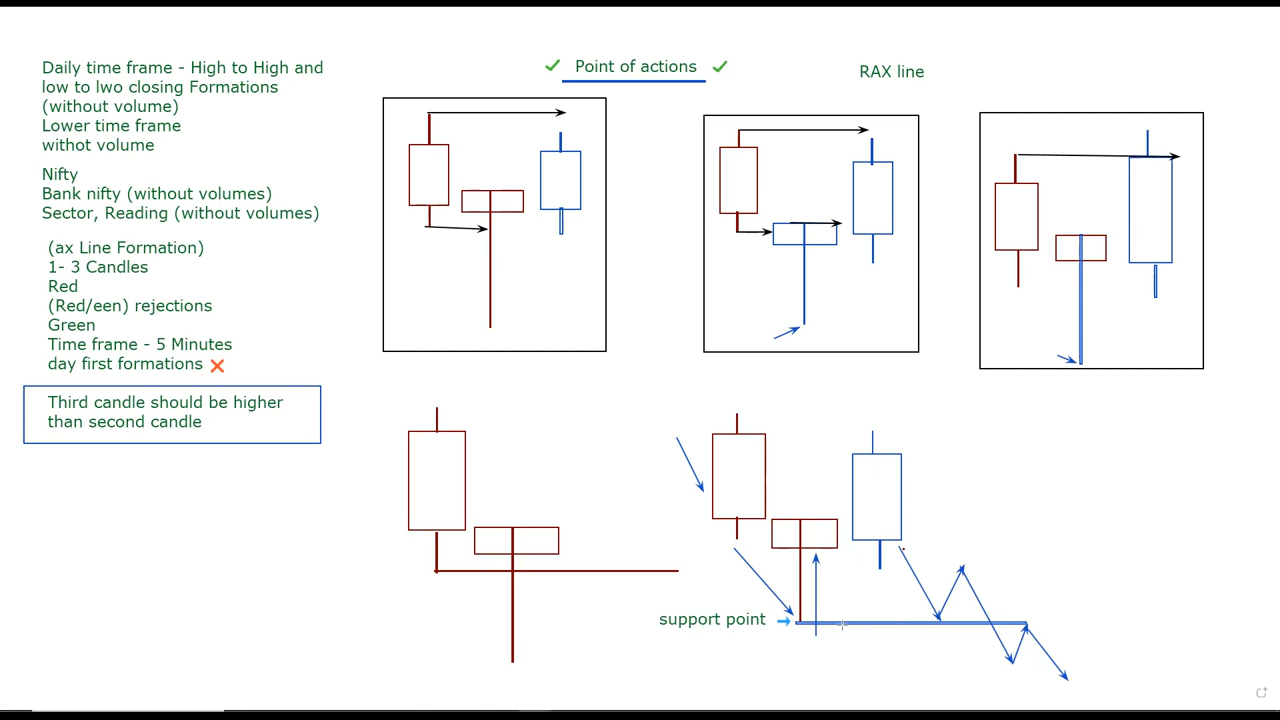 Daily time frame - High to High and
low to lwo closing Formations
(without volume)
Lower time frame
withot volume
Nifty
Bank nifty (without volumes)
Sector, Reading (without volumes)
(ax Line Formation)
1- 3 Candles
Red
(Red/een) rejections
Green
Time frame - 5 Minutes
day first formations
Third candle should be higher
than second candle
Point of actions
RAX line
support point